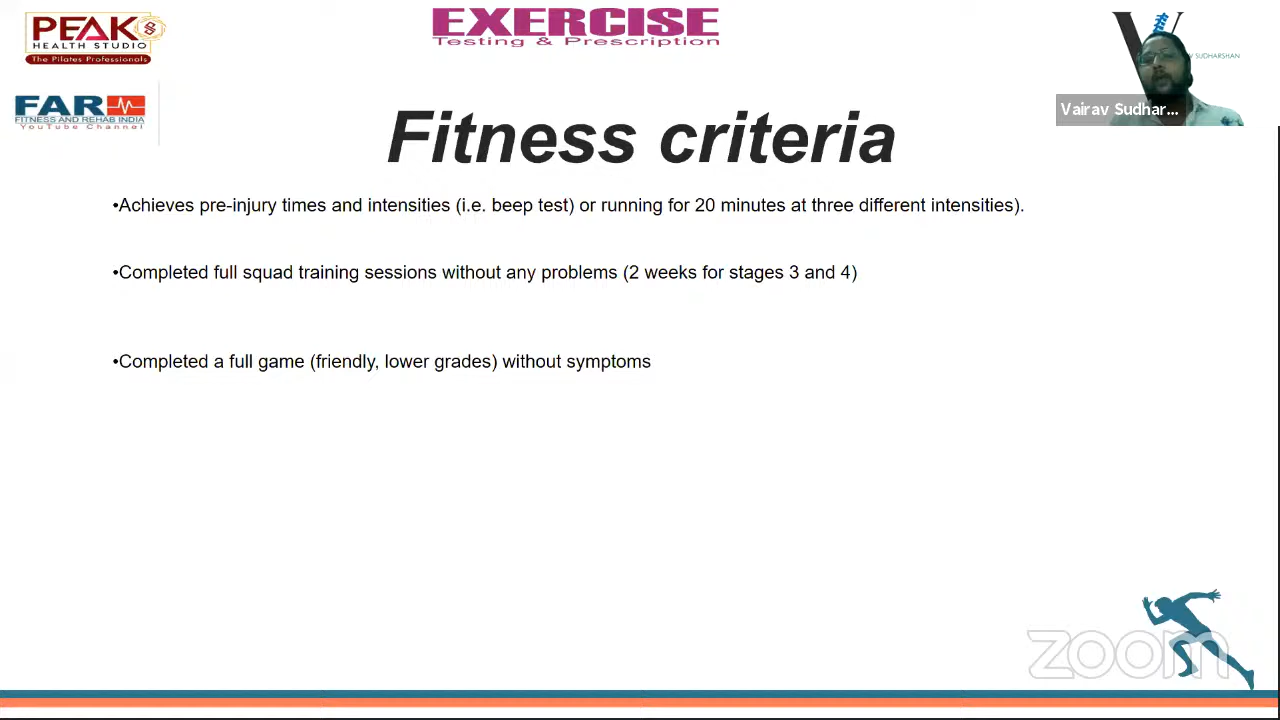 PEAK
HEALTH STUDIO
The Pilates Professionals
EXERCISE
Testing & Prescription
V SUDHARSHAN
Vairav Sudhar...
FAR
FITNESS AND REHAB INDIA
YouTube Channel
Fitness criteria
•Achieves pre-injury times and intensities (i.e. beep test) or running for 20 minutes at three different intensities).
•Completed full squad training sessions without any problems (2 weeks for stages 3 and 4)
•Completed a full game (friendly, lower grades) without symptoms
zoom